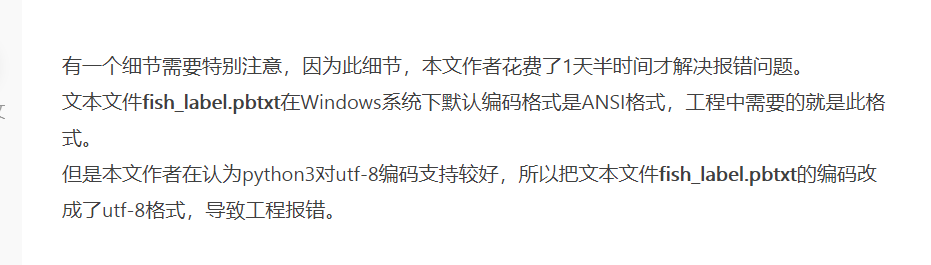 有一个细节需要特别注意，因为此细节，本文作者花费了1天半时间才解决报错问题。
文本文件fish_label.pbtxt在Windows系统下默认编码格式是ANSI格式，工程中需要的就是此格
式。
但是本文作者在认为python3对utf-8编码支持较好，所以把文本文件fish_label.pbtxt的编码改
成了utf-8格式，导致工程报错。